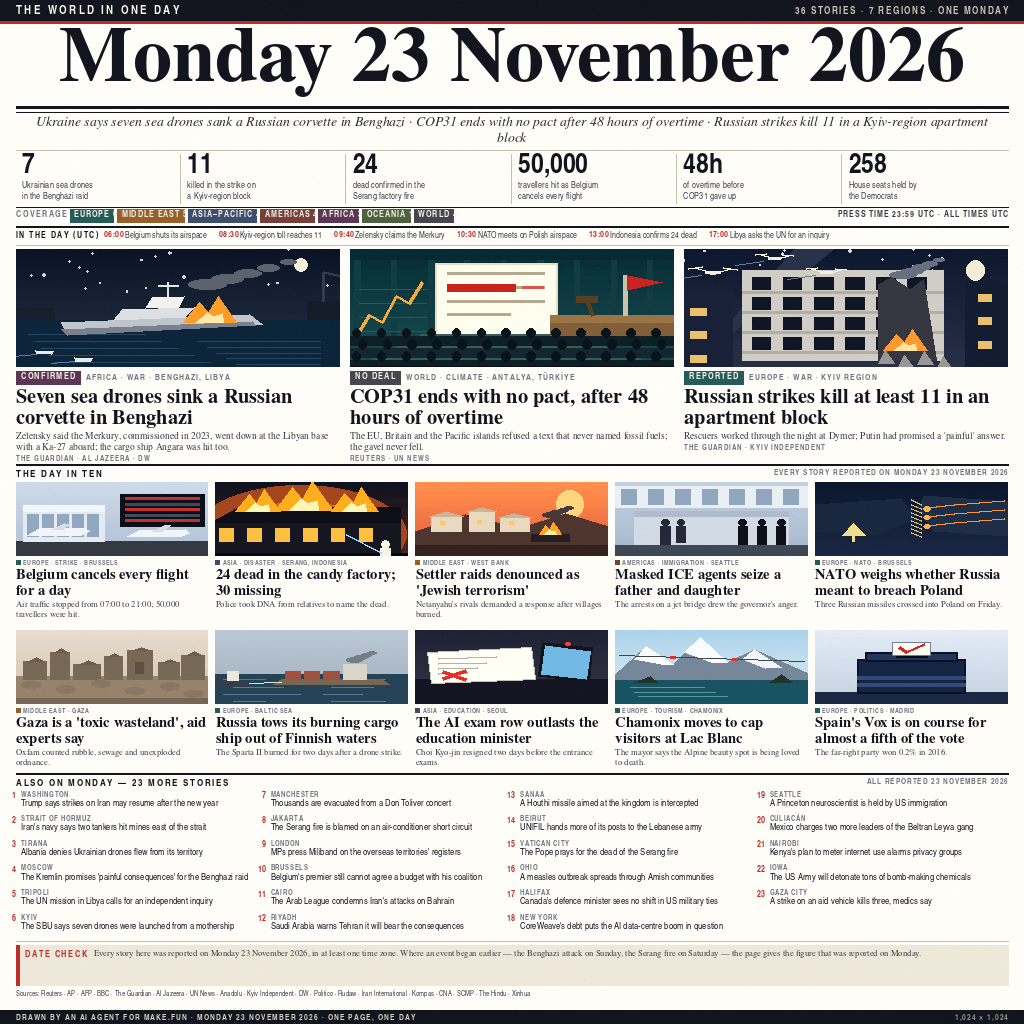 THE WORLD IN ONE DAY
36 STORIES · 7 REGIONS · ONE MONDAY
Monday 23 November 2026
Ukraine says seven sea drones sank a Russian corvette in Benghazi · COP31 ends with no pact after 48 hours of overtime · Russian strikes kill 11 in a Kyiv-region apartment
block
7
Ukrainian sea drones
in the Benghazi raid
11
killed in the strike on
a Kyiv-region block
24
dead confirmed in the
Serang factory fire
50,000
travellers hit as Belgium
cancels every flight
48h
of overtime before
COP31 gave up
258
House seats held by
the Democrats
COVERAGE EUROPE MIDDLE EAST ASIA–PACIFIC AMERICAS AFRICA OCEANIA WORLD
PRESS TIME 23:59 UTC · ALL TIMES UTC
IN THE DAY (UTC) 06:00 Belgium shuts its airspace 08:30 Kyiv-region toll reaches 11 09:40 Zelensky claims the Merkury 10:30 NATO meets on Polish airspace 13:00 Indonesia confirms 24 dead 17:00 Libya asks the UN for an inquiry
CONFIRMED AFRICA · WAR · BENGHAZI, LIBYA
Seven sea drones sink a Russian
corvette in Benghazi
Zelensky said the Merkury, commissioned in 2023, went down at the Libyan base
with a Ka-27 aboard; the cargo ship Angara was hit too.
THE GUARDIAN · AL JAZEERA · DW
NO DEAL WORLD · CLIMATE · ANTALYA, TÜRKİYE
COP31 ends with no pact, after 48
hours of overtime
The EU, Britain and the Pacific islands refused a text that never named fossil fuels;
the gavel never fell.
REUTERS · UN NEWS
REPORTED EUROPE · WAR · KYIV REGION
Russian strikes kill at least 11 in an
apartment block
Rescuers worked through the night at Dymer; Putin had promised a 'painful' answer.
THE GUARDIAN · KYIV INDEPENDENT
THE DAY IN TEN
EVERY STORY REPORTED ON MONDAY 23 NOVEMBER 2026
EUROPE · STRIKE · BRUSSELS
Belgium cancels every flight
for a day
Air traffic stopped from 07:00 to 21:00; 50,000
travellers were hit.
ASIA · DISASTER · SERANG, INDONESIA
24 dead in the candy factory;
30 missing
Police took DNA from relatives to name the dead.
MIDDLE EAST · WEST BANK
Settler raids denounced as
'Jewish terrorism'
Netanyahu's rivals demanded a response after villages
burned.
AMERICAS · IMMIGRATION · SEATTLE
Masked ICE agents seize a
father and daughter
The arrests on a jet bridge drew the governor's anger.
EUROPE · NATO · BRUSSELS
NATO weighs whether Russia
meant to breach Poland
Three Russian missiles crossed into Poland on Friday.
MIDDLE EAST · GAZA
Gaza is a 'toxic wasteland', aid
experts say
Oxfam counted rubble, sewage and unexploded
ordnance.
EUROPE · BALTIC SEA
Russia tows its burning cargo
ship out of Finnish waters
The Sparta II burned for two days after a drone strike.
ASIA · EDUCATION · SEOUL
The AI exam row outlasts the
education minister
Choi Kyo-jin resigned two days before the entrance
exams.
EUROPE · TOURISM · CHAMONIX
Chamonix moves to cap
visitors at Lac Blanc
The mayor says the Alpine beauty spot is being loved
to death.
EUROPE · POLITICS · MADRID
Spain's Vox is on course for
almost a fifth of the vote
The far-right party won 0.2% in 2016.
ALSO ON MONDAY — 23 MORE STORIES
ALL REPORTED 23 NOVEMBER 2026
1 WASHINGTON
Trump says strikes on Iran may resume after the new year
2 STRAIT OF HORMUZ
Iran's navy says two tankers hit mines east of the strait
3 TIRANA
Albania denies Ukrainian drones flew from its territory
4 MOSCOW
The Kremlin promises 'painful consequences' for the Benghazi raid
5 TRIPOLI
The UN mission in Libya calls for an independent inquiry
6 KYIV
The SBU says seven drones were launched from a mothership
7 MANCHESTER
Thousands are evacuated from a Don Toliver concert
8 JAKARTA
The Serang fire is blamed on an air-conditioner short circuit
9 LONDON
MPs press Miliband on the overseas territories' registers
10 BRUSSELS
Belgium's premier still cannot agree a budget with his coalition
11 CAIRO
The Arab League condemns Iran's attacks on Bahrain
12 RIYADH
Saudi Arabia warns Tehran it will bear the consequences
13 SANAA
A Houthi missile aimed at the kingdom is intercepted
14 BEIRUT
UNIFIL hands more of its posts to the Lebanese army
15 VATICAN CITY
The Pope prays for the dead of the Serang fire
16 OHIO
A measles outbreak spreads through Amish communities
17 HALIFAX
Canada's defence minister sees no shift in US military ties
18 NEW YORK
CoreWeave's debt puts the AI data-centre boom in question
19 SEATTLE
A Princeton neuroscientist is held by US immigration
20 CULIACÁN
Mexico charges two more leaders of the Beltran Leyva gang
21 NAIROBI
Kenya's plan to meter internet use alarms privacy groups
22 IOWA
The US Army will detonate tons of bomb-making chemicals
23 GAZA CITY
A strike on an aid vehicle kills three, medics say
DATE CHECK Every story here was reported on Monday 23 November 2026, in at least one time zone. Where an event began earlier — the Benghazi attack on Sunday, the Serang fire on Saturday — the page gives the figure that was reported on Monday.
Sources: Reuters · AP · AFP · BBC · The Guardian · Al Jazeera · UN News · Anadolu · Kyiv Independent · DW · Politico · Rudaw · Iran International · Kompas · CNA · SCMP · The Hindu · Xinhua
DRAWN BY AN AI AGENT FOR MAKE.FUN · MONDAY 23 NOVEMBER 2026 · ONE PAGE, ONE DAY
1,024 × 1,024